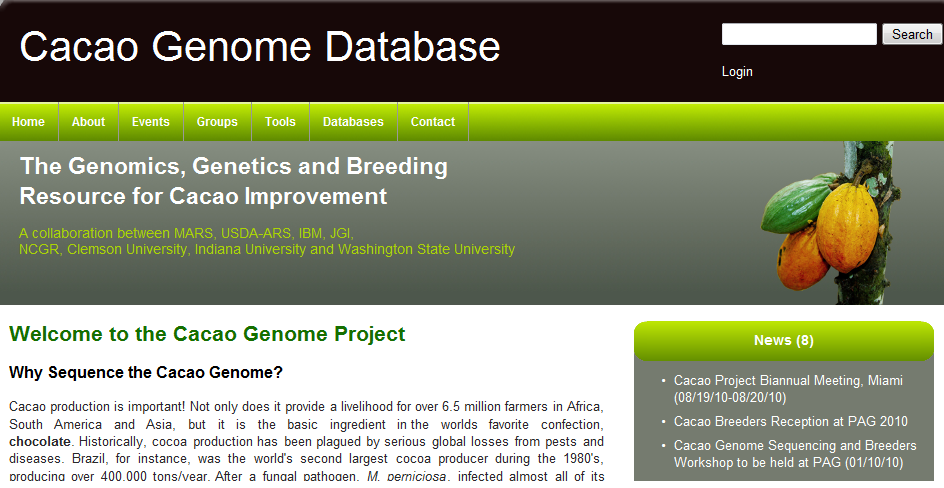 Cacao Genome Database
Search
Login
Home About Events Groups Tools Databases Contact
The Genomics, Genetics and Breeding
Resource for Cacao Improvement
A collaboration between MARS, USDA-ARS, IBM, JGI,
NCGR, Clemson University, Indiana University and Washington State University
Welcome to the Cacao Genome Project
Why Sequence the Cacao Genome?
Cacao production is important! Not only does it provide a livelihood for over 6.5 million farmers in Africa,
South America and Asia, but it is the basic ingredient in the worlds favorite confection,
chocolate. Historically, cocoa production has been plagued by serious global losses from pests and
diseases. Brazil, for instance, was the world's second largest cocoa producer during the 1980's,
producing over 400,000 tons/year. After a fungal pathogen, M. perniciosa, infected almost all of its
News (8)
• Cacao Project Biannual Meeting, Miami
(08/19/10-08/20/10)
• Cacao Breeders Reception at PAG 2010
• Cacao Genome Sequencing and Breeders
Workshop to be held at PAG (01/10/10)